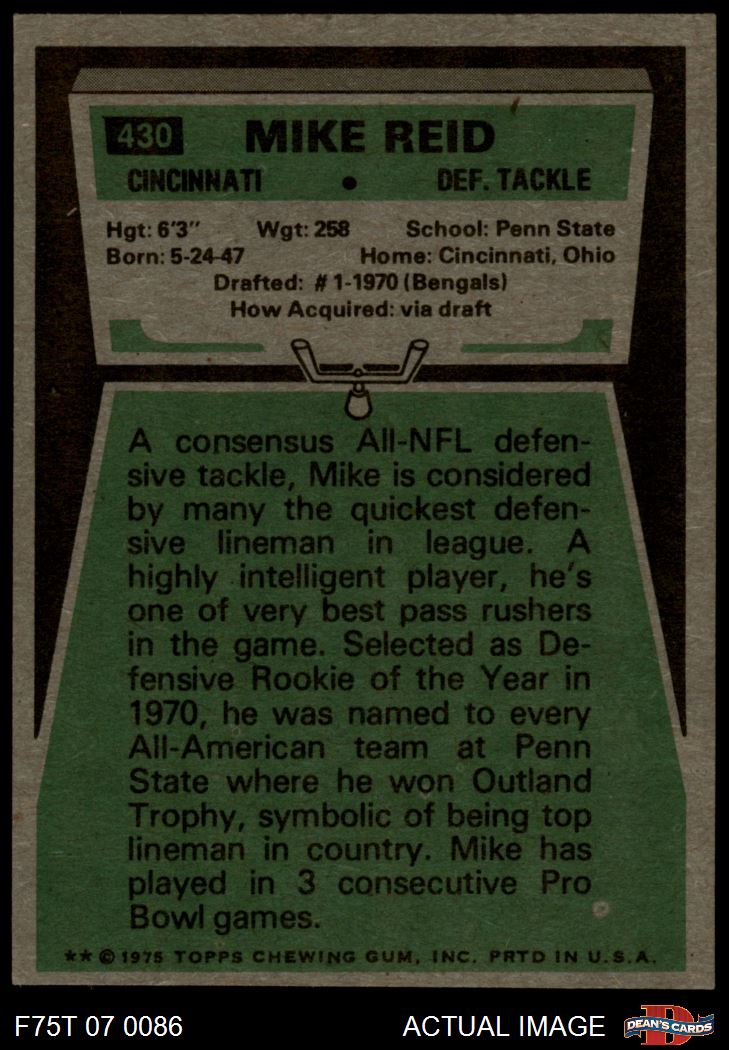 430 MIKE REID
CINCINNATI • DEF. TACKLE
Hgt: 6'3" Wgt: 258 School: Penn State
Born: 5-24-47 Home: Cincinnati, Ohio
Drafted: #1-1970 (Bengals)
How Acquired: via draft
A consensus All-NFL defen-
sive tackle, Mike is considered
by many the quickest defen-
sive lineman in league. A
highly intelligent player, he's
one of very best pass rushers
in the game. Selected as De-
fensive Rookie of the Year in
1970, he was named to every
All-American team at Penn
State where he won Outland
Trophy, symbolic of being top
lineman in country. Mike has
played in 3 consecutive Pro
Bowl games.
**©1975 TOPPS CHEWING GUM, INC. PRTD IN U.S.A.
F75T 07 0086 ACTUAL IMAGE D DEAN'S CARDS